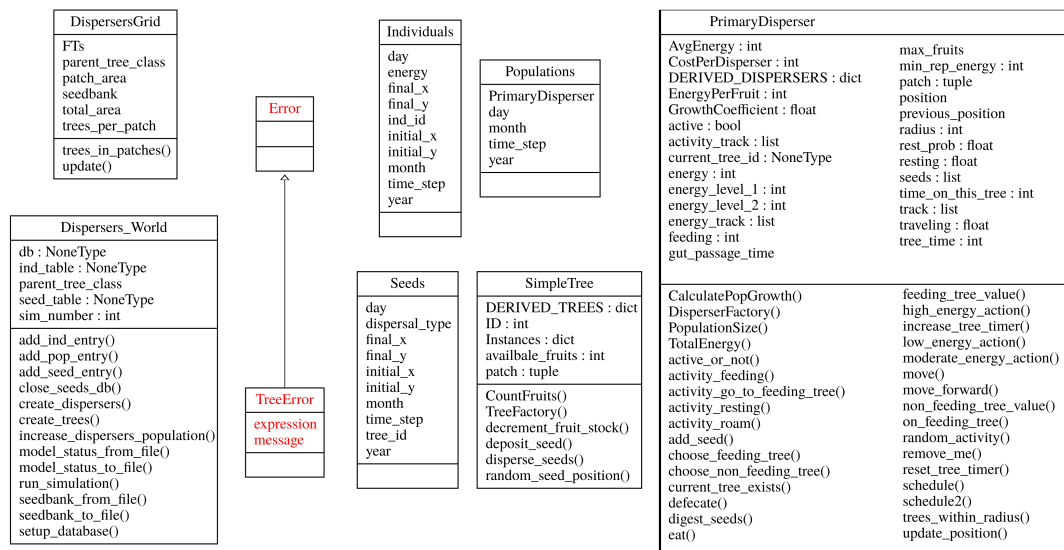 DispersersGrid
FTs
parent_tree_class
patch_area
seedbank
total_area
trees_per_patch
trees_in_patches()
update()
Dispersers_World
db : NoneType
ind_table : NoneType
parent_tree_class
seed_table : NoneType
sim_number : int
add_ind_entry()
add_pop_entry()
add_seed_entry()
close_seeds_db()
create_dispersers()
create_trees()
increase_dispersers_population()
model_status_from_file()
model_status_to_file()
run_simulation()
seedbank_from_file()
seedbank_to_file()
setup_database()
Error
TreeError
expression
message
Individuals
day
energy
final_x
final_y
ind_id
initial_x
initial_y
month
time_step
year
Populations
PrimaryDisperser
day
month
time_step
year
Seeds
day
dispersal_type
final_x
final_y
initial_x
initial_y
month
time_step
tree_id
year
SimpleTree
DERIVED_TREES : dict
ID : int
Instances : dict
availbale_fruits : int
patch : tuple
CountFruits()
TreeFactory()
decrement_fruit_stock()
deposit_seed()
disperse_seeds()
random_seed_position()
PrimaryDisperser
AvgEnergy : int
CostPerDisperser : int
DERIVED_DISPERSERS : dict
EnergyPerFruit : int
GrowthCoefficient : float
active : bool
activity_track : list
current_tree_id : NoneType
energy : int
energy_level_1 : int
energy_level_2 : int
energy_track : list
feeding : int
gut_passage_time
max_fruits
min_rep_energy : int
patch : tuple
position
previous_position
radius : int
rest_prob : float
resting : float
seeds : list
time_on_this_tree : int
track : list
traveling : float
tree_time : int
CalculatePopGrowth()
DisperserFactory()
PopulationSize()
TotalEnergy()
active_or_not()
activity_feeding()
activity_go_to_feeding_tree()
activity_resting()
activity_roam()
add_seed()
choose_feeding_tree()
choose_non_feeding_tree()
current_tree_exists()
defecate()
digest_seeds()
eat()
feeding_tree_value()
high_energy_action()
increase_tree_timer()
low_energy_action()
moderate_energy_action()
move()
move_forward()
non_feeding_tree_value()
on_feeding_tree()
random_activity()
remove_me()
reset_tree_timer()
schedule()
schedule2()
trees_within_radius()
update_position()